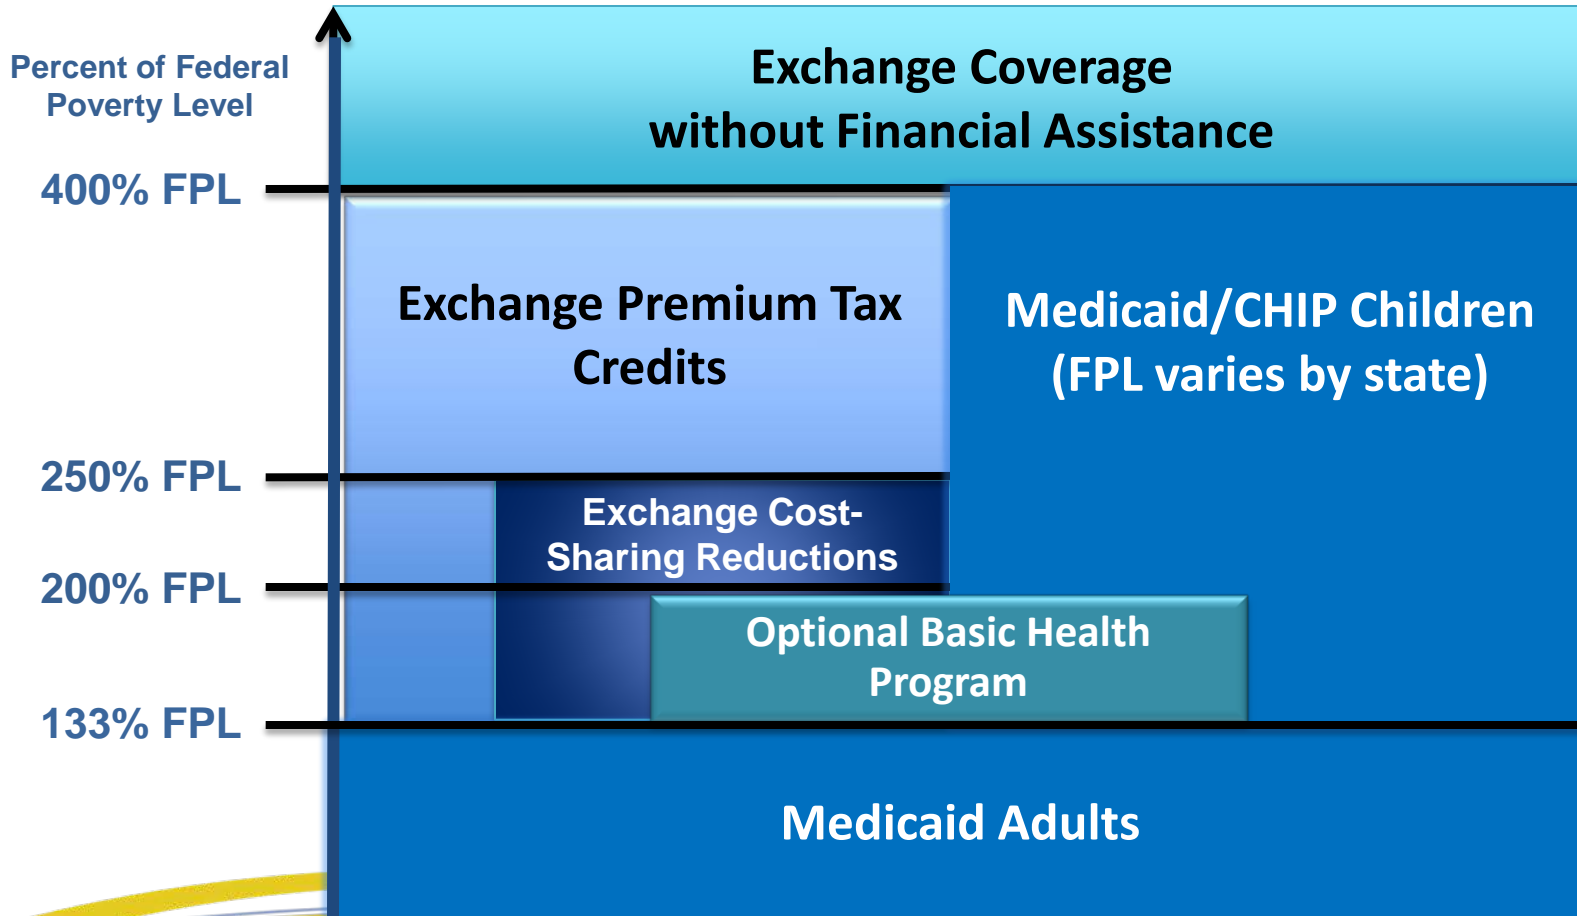 Percent of Federal
Poverty Level
Exchange Coverage
without Financial Assistance
400% FPL
Exchange Premium Tax
Credits
Medicaid/CHIP Children
(FPL varies by state)
250% FPL
Exchange Cost-
Sharing Reductions
200% FPL
Optional Basic Health
Program
133% FPL
Medicaid Adults